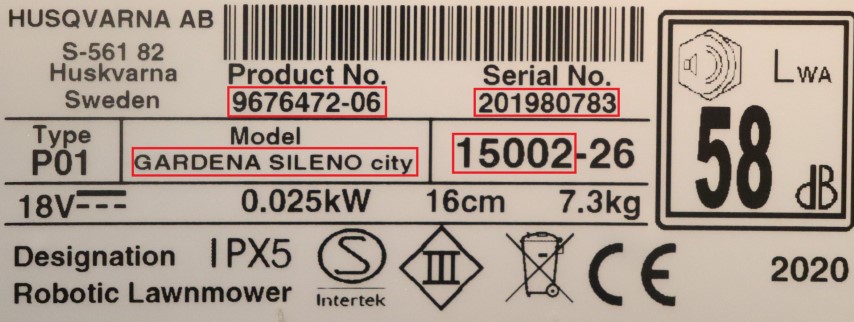 HUSQVARNA AB
S-561 82
Huskvarna
Sweden
Product No.
9676472-06
Serial No.
201980783
Type
P01
Model
GARDENA SILENO city
15002-26
18V
0.025kW
16cm
7.3kg
LWA
58
dB
Designation
Robotic Lawnmower
IPX5
S
Intertek
III
CE
2020